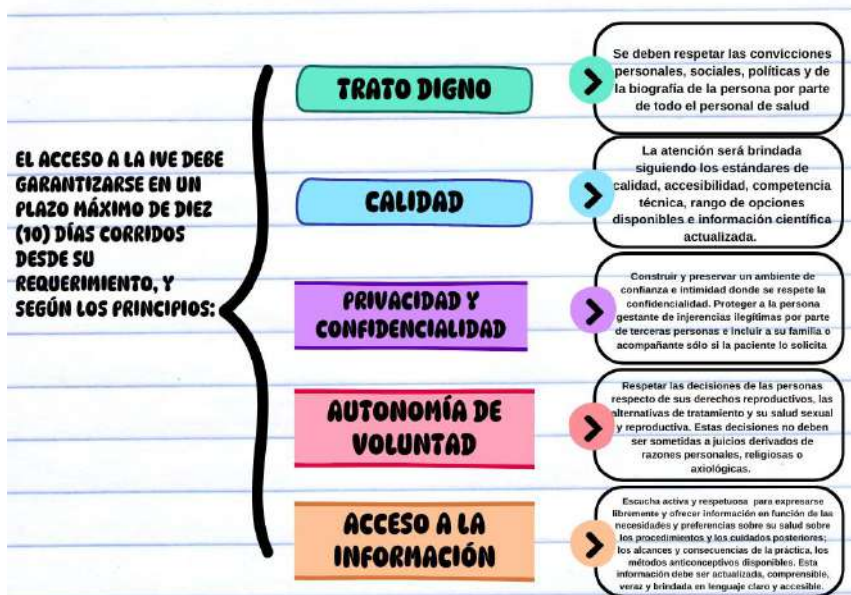 EL ACCESO A LA IVE DEBE
GARANTIZARSE EN UN
PLAZO MÁXIMO DE DIEZ
(10) DÍAS CORRIDOS
DESDE SU
REQUERIMIENTO, Y
SEGÚN LOS PRINCIPIOS:
TRATO DIGNO
Se deben respetar las convicciones
personales, sociales, políticas y de
la biografía de la persona por parte
de todo el personal de salud
CALIDAD
La atención será brindada
siguiendo los estándares de
calidad, accesibilidad, competencia
técnica, rango de opciones
disponibles e información científica
actualizada.
PRIVACIDAD Y
CONFIDENCIALIDAD
Construir y preservar un ambiente de
confianza e intimidad donde se respete la
confidencialidad. Proteger a la persona
gestante de injerencias ilegítimas por parte
de terceras personas e incluir a su familia o
acompañante sólo si la paciente lo solicita
AUTONOMÍA DE
VOLUNTAD
Respetar las decisiones de las personas
respecto de sus derechos reproductivos, las
alternativas de tratamiento y su salud sexual
y reproductiva. Estas decisiones no deben
ser sometidas a juicios derivados de
razones personales, religiosas o
axiológicas.
ACCESO A LA
INFORMACIÓN
Escucha activa y respetuosa para expresarse
libremente y ofrecer información en función de las
necesidades y preferencias sobre su salud sobre
los procedimientos y los cuidados posteriores;
los alcances y consecuencias de la práctica, los
métodos anticonceptivos disponibles. Esta
información debe ser actualizada, comprensible,
veraz y brindada en lenguaje claro y accesible.